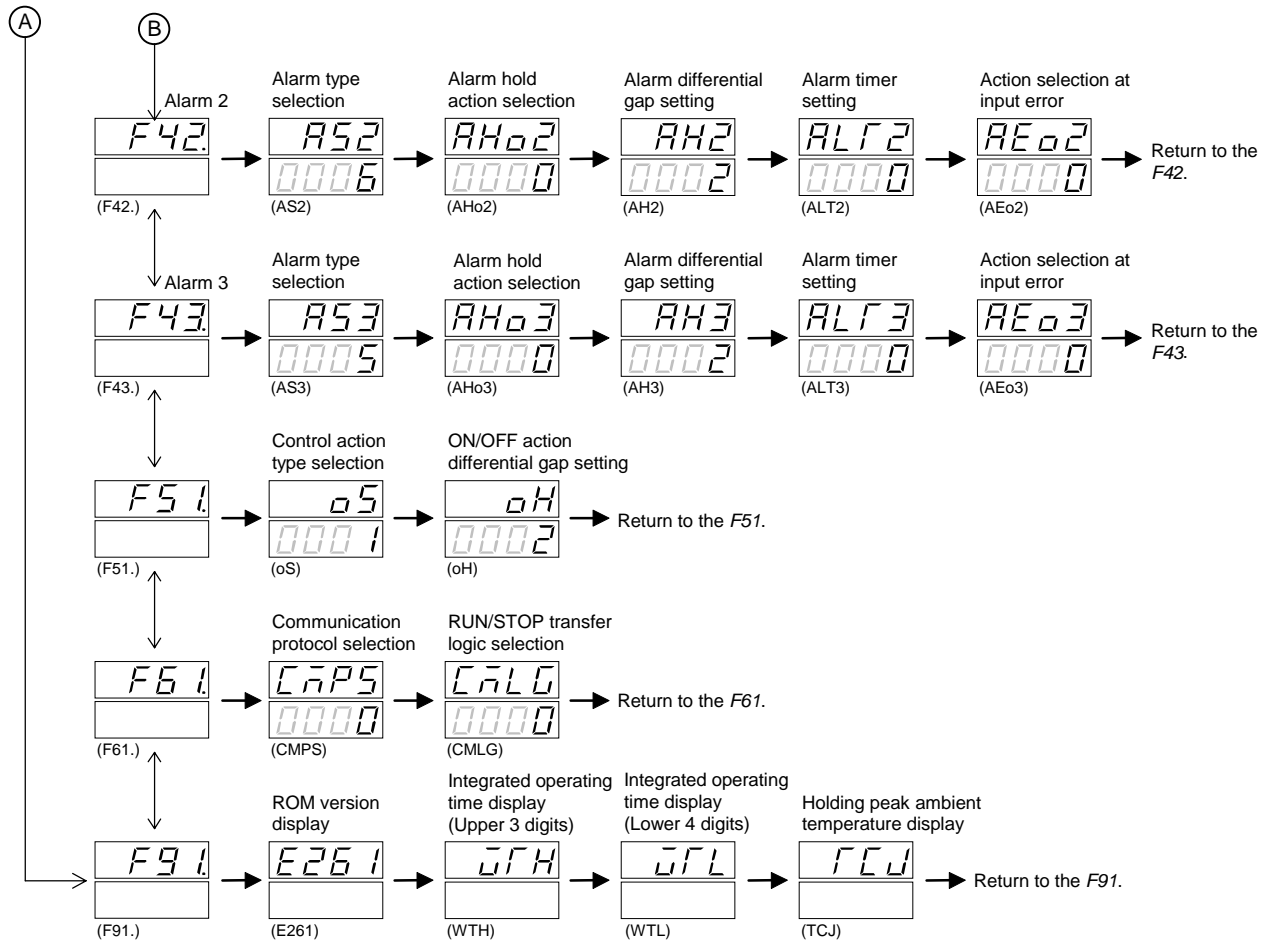 A
B
Alarm 2
Alarm type
selection
Alarm hold
action selection
Alarm differential
gap setting
Alarm timer
setting
Action selection at
input error
F42.
AS2
AHo2
AH2
ALT2
AEo2
0006
0000
0002
0000
0000
Return to the
F42.
(F42.)
(AS2)
(AHo2)
(AH2)
(ALT2)
(AEo2)
Alarm 3
Alarm type
selection
Alarm hold
action selection
Alarm differential
gap setting
Alarm timer
setting
Action selection at
input error
F43.
AS3
AHo3
AH3
ALT3
AEo3
0005
0000
0002
0000
0000
Return to the
F43.
(F43.)
(AS3)
(AHo3)
(AH3)
(ALT3)
(AEo3)
Control action
type selection
ON/OFF action
differential gap setting
F51.
oS
oH
0001
0002
Return to the F51.
(F51.)
(oS)
(oH)
Communication
protocol selection
RUN/STOP transfer
logic selection
F61.
CMPS
CMLG
0000
0000
Return to the F61.
(F61.)
(CMPS)
(CMLG)
ROM version
display
Integrated operating
time display
(Upper 3 digits)
Integrated operating
time display
(Lower 4 digits)
Holding peak ambient
temperature display
F91.
E261
WTH
WTL
TCJ
Return to the F91.
(F91.)
(E261)
(WTH)
(WTL)
(TCJ)